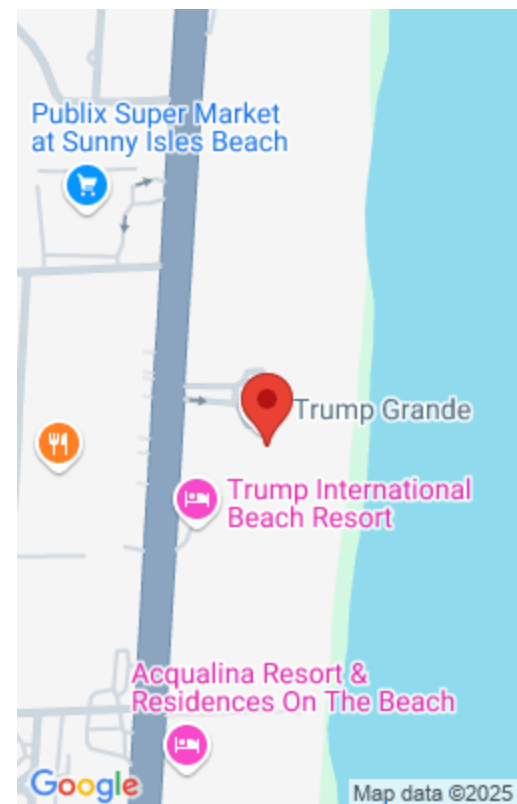 Publix Super Market
at Sunny Isles Beach
Trump Grande
Trump International
Beach Resort
Acqualina Resort &
Residences On The Beach
Google
Map data ©2025